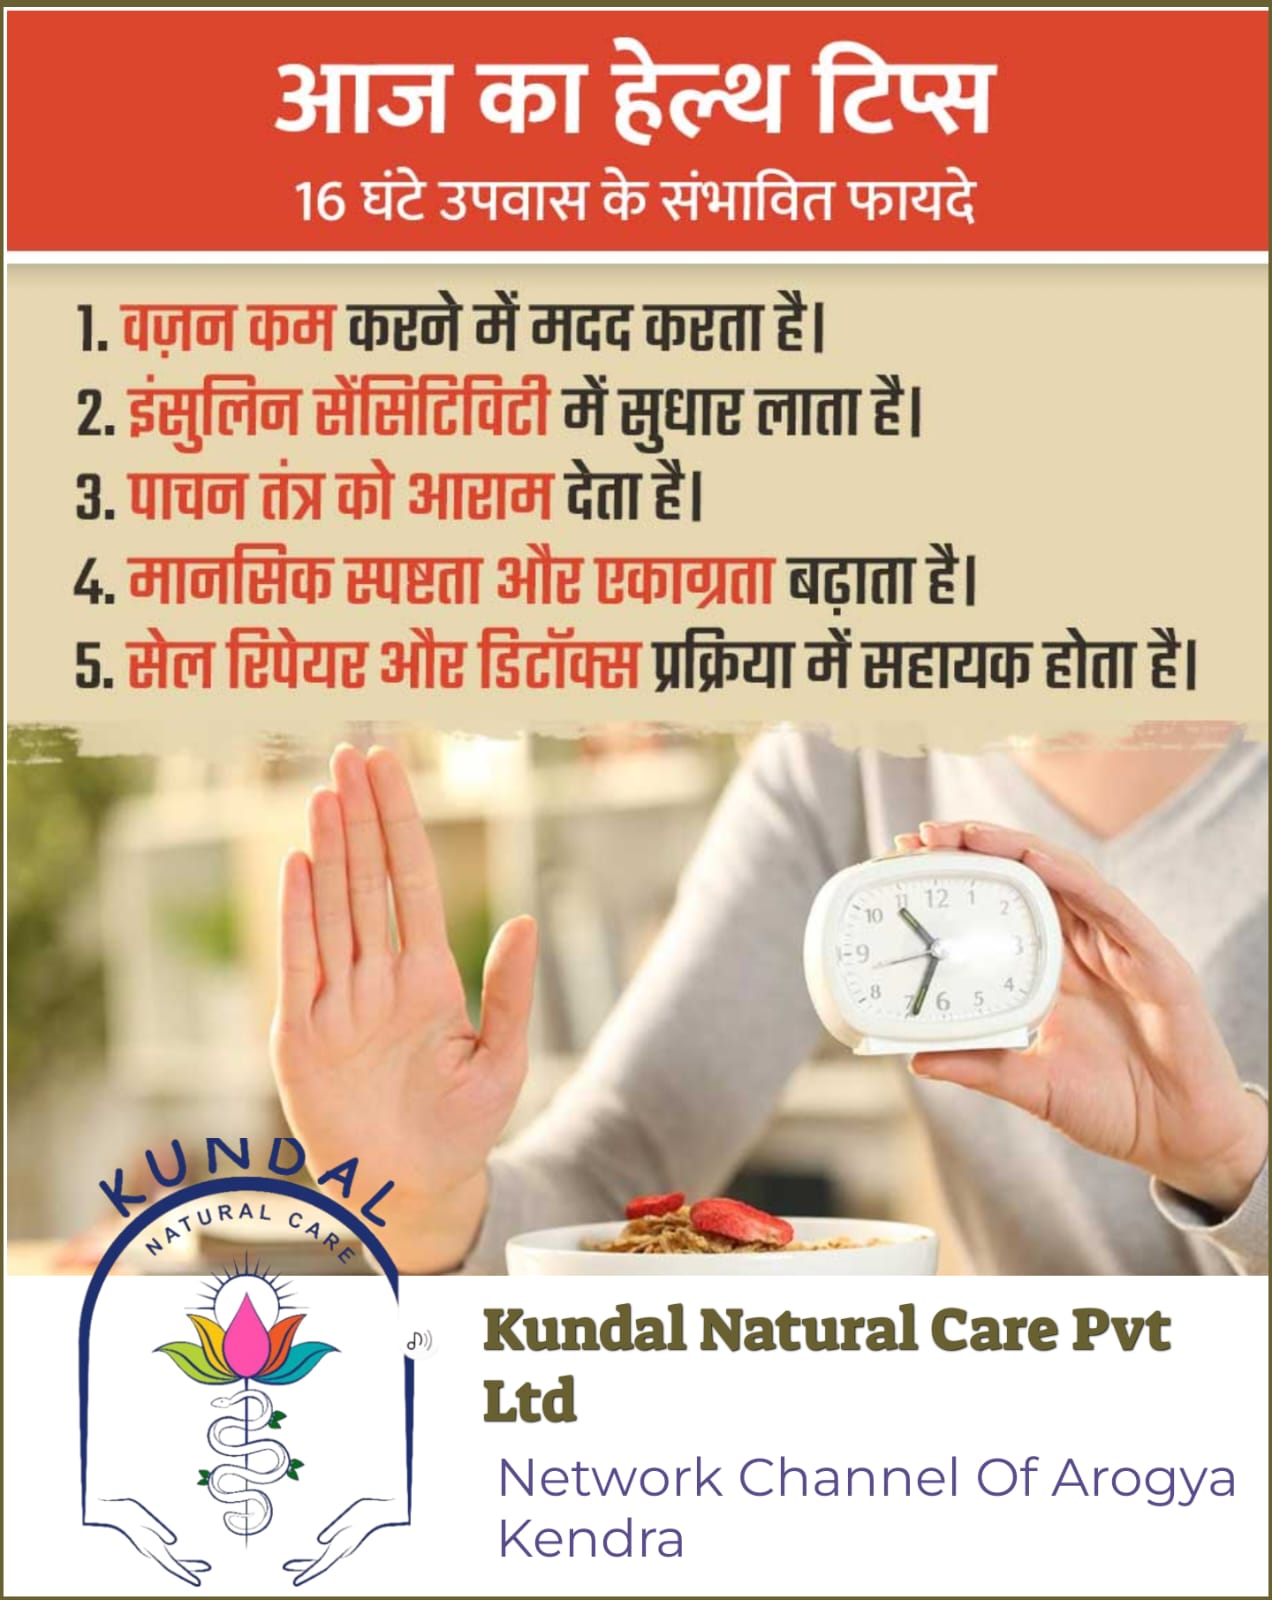 आज का हेल्थ टिप्स
16 घंटे उपवास के संभावित फायदे
1. वज़न कम करने में मदद करता है।
2. इंसुलिन सेंसिटिविटी में सुधार लाता है।
3. पाचन तंत्र को आराम देता है।
4. मानसिक स्पष्टता और एकाग्रता बढ़ाता है।
5. सेल रिपेयर और डिटॉक्स प्रक्रिया में सहायक होता है।
10 11 12 1 2
9 3
8 7 6 5 4
KUNDAL
NATURAL CARE
Kundal Natural Care Pvt
Ltd
Network Channel Of Arogya
Kendra